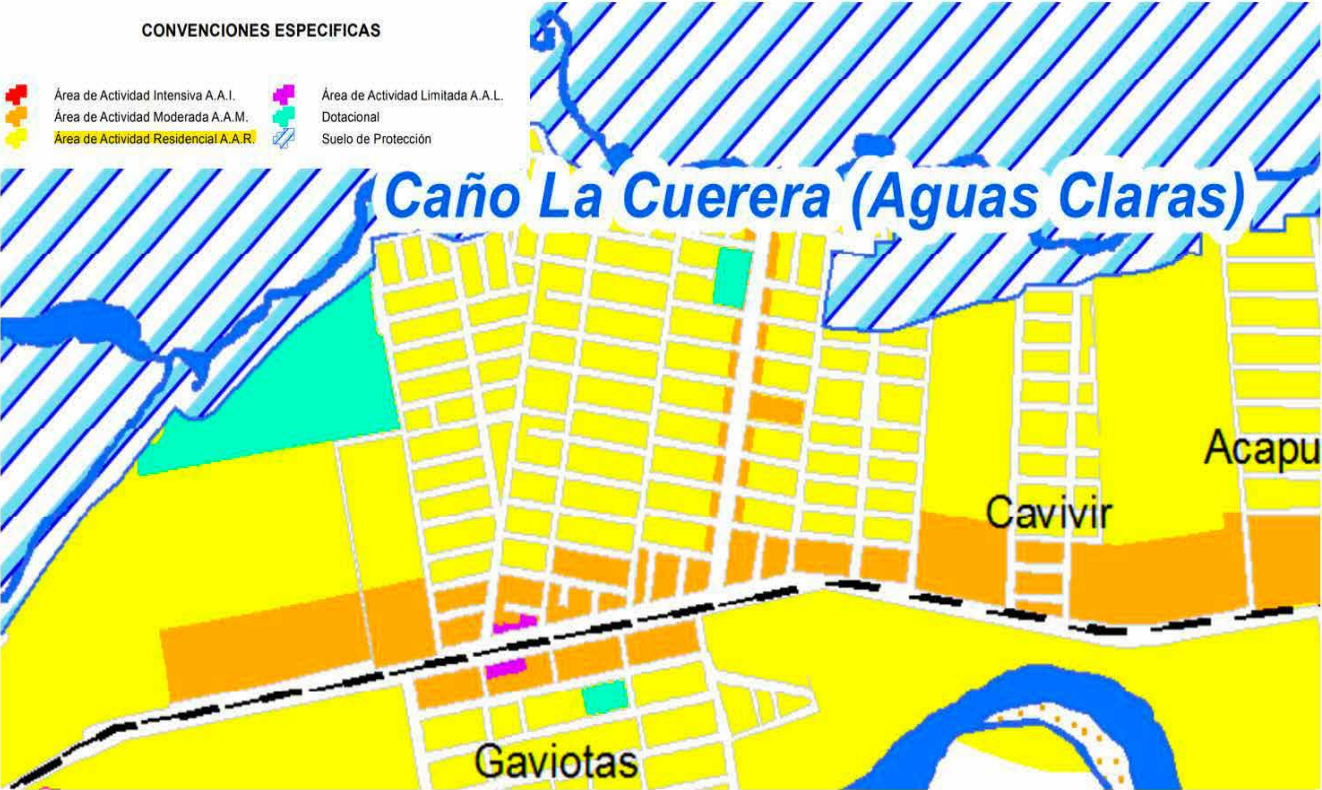 CONVENCIONES ESPECIFICAS
Área de Actividad Intensiva A.A.I.
Área de Actividad Moderada A.A.M.
Área de Actividad Residencial A.A.R.
Área de Actividad Limitada A.A.L.
Dotacional
Suelo de Protección
Caño La Cuerera (Aguas Claras)
Acapu
Cavivir
Gaviotas